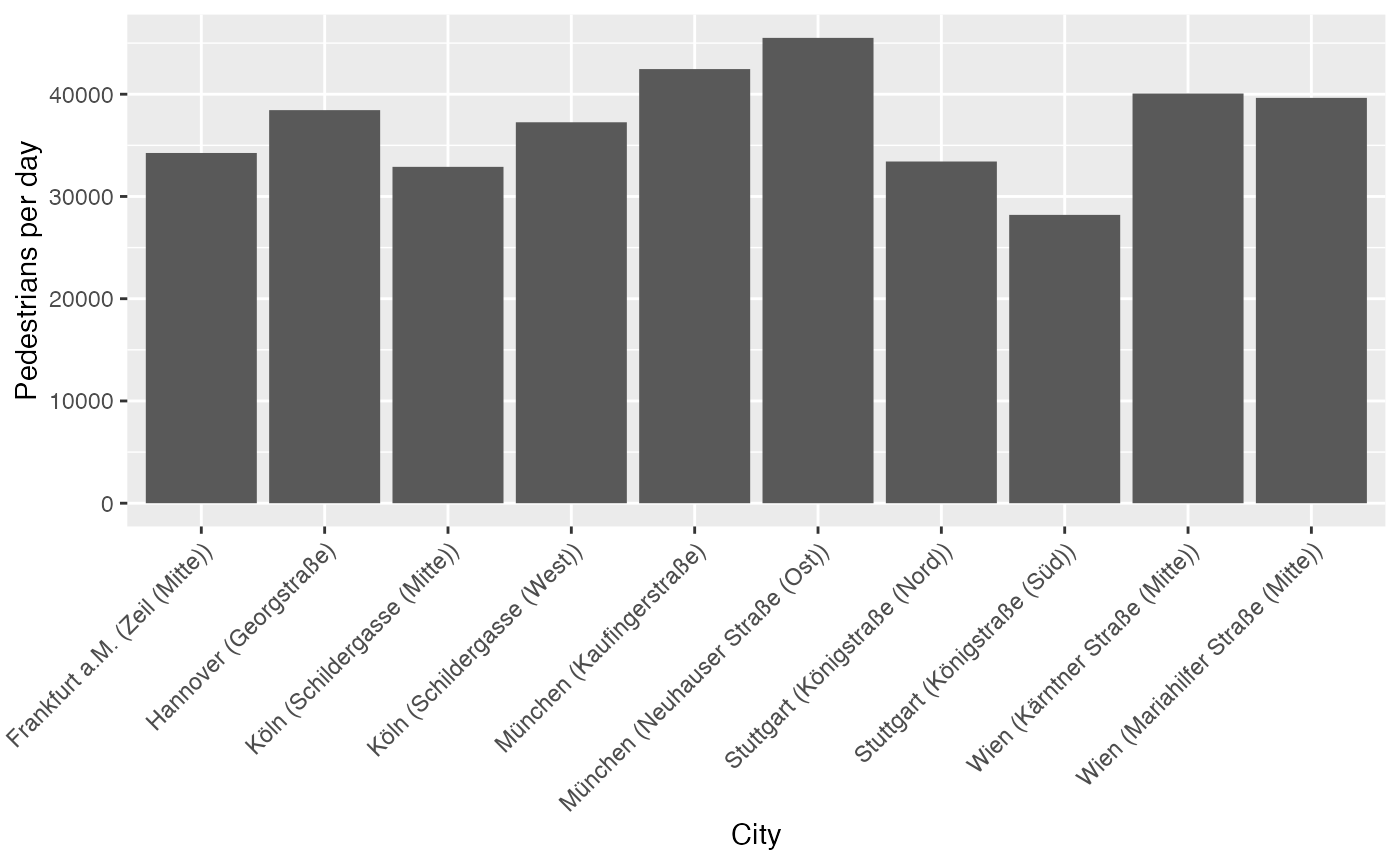 Pedestrians per day
40000
30000
20000
10000
0
Frankfurt a.M. (Zeil (Mitte))
Hannover (Georgstraße)
Köln (Schildergasse (Mitte))
Köln (Schildergasse (West))
München (Kaufingerstraße)
München (Neuhauser Straße (Ost))
Stuttgart (Königstraße (Nord))
Stuttgart (Königstraße (Süd))
Wien (Kärntner Straße (Mitte))
Wien (Mariahilfer Straße (Mitte))
City